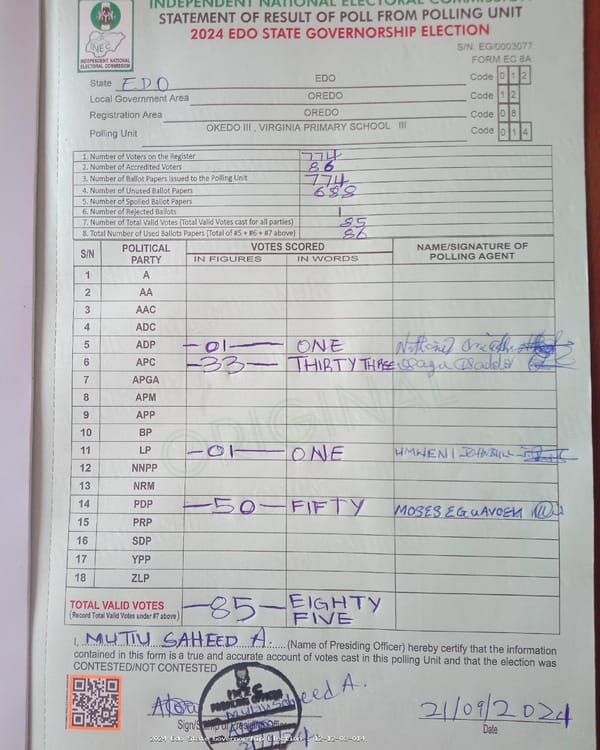 INDEPENDENT NATIONAL ELECTORAL COMMISSION
STATEMENT OF RESULT OF POLL FROM POLLING UNIT
2024 EDO STATE GOVERNORSHIP ELECTION
INEC
INDEPENDENT NATIONAL
ELECTORAL COMMISSION
S/N. EG/0003077
FORM EC 8A
State EDO EDO Code 0 1 2
Local Government Area OREDO Code 1 2
Registration Area OREDO Code 0 8
Polling Unit OKEDO III , VIRGINIA PRIMARY SCHOOL III Code 0 1 4
1. Number of Voters on the Register 774
2. Number of Accredited Voters 86
3. Number of Ballot Papers Issued to the Polling Unit 774
4. Number of Unused Ballot Papers 688
5. Number of Spoiled Ballot Papers
6. Number of Rejected Ballots 1
7. Number of Total Valid Votes (Total Valid Votes cast for all parties) 85
8. Total Number of Used Ballots Papers (Total of #5 + #6 + #7 above) 86
S/N POLITICAL PARTY VOTES SCORED NAME/SIGNATURE OF POLLING AGENT
IN FIGURES IN WORDS
1 A
2 AA
3 AAC
4 ADC
5 ADP -01- ONE
6 APC -33- THIRTY THREE
7 APGA
8 APM
9 APP
10 BP
11 LP -01- ONE
12 NNPP
13 NRM
14 PDP -50- FIFTY MOSES EGUAVOEN
15 PRP
16 SDP
17 YPP
18 ZLP
ORIGINAL
TOTAL VALID VOTES -85- EIGHTY FIVE
(Record Total Valid Votes under #7 above)
I, MUTIU SAHEED A. (Name of Presiding Officer) hereby certify that the information
contained in this form is a true and accurate account of votes cast in this polling Unit and that the election was
CONTESTED/NOT CONTESTED
21/09/2024
Sign/Stamp of Presiding Officer Date
2024 Edo State Governorship Election - 12-12-08-014